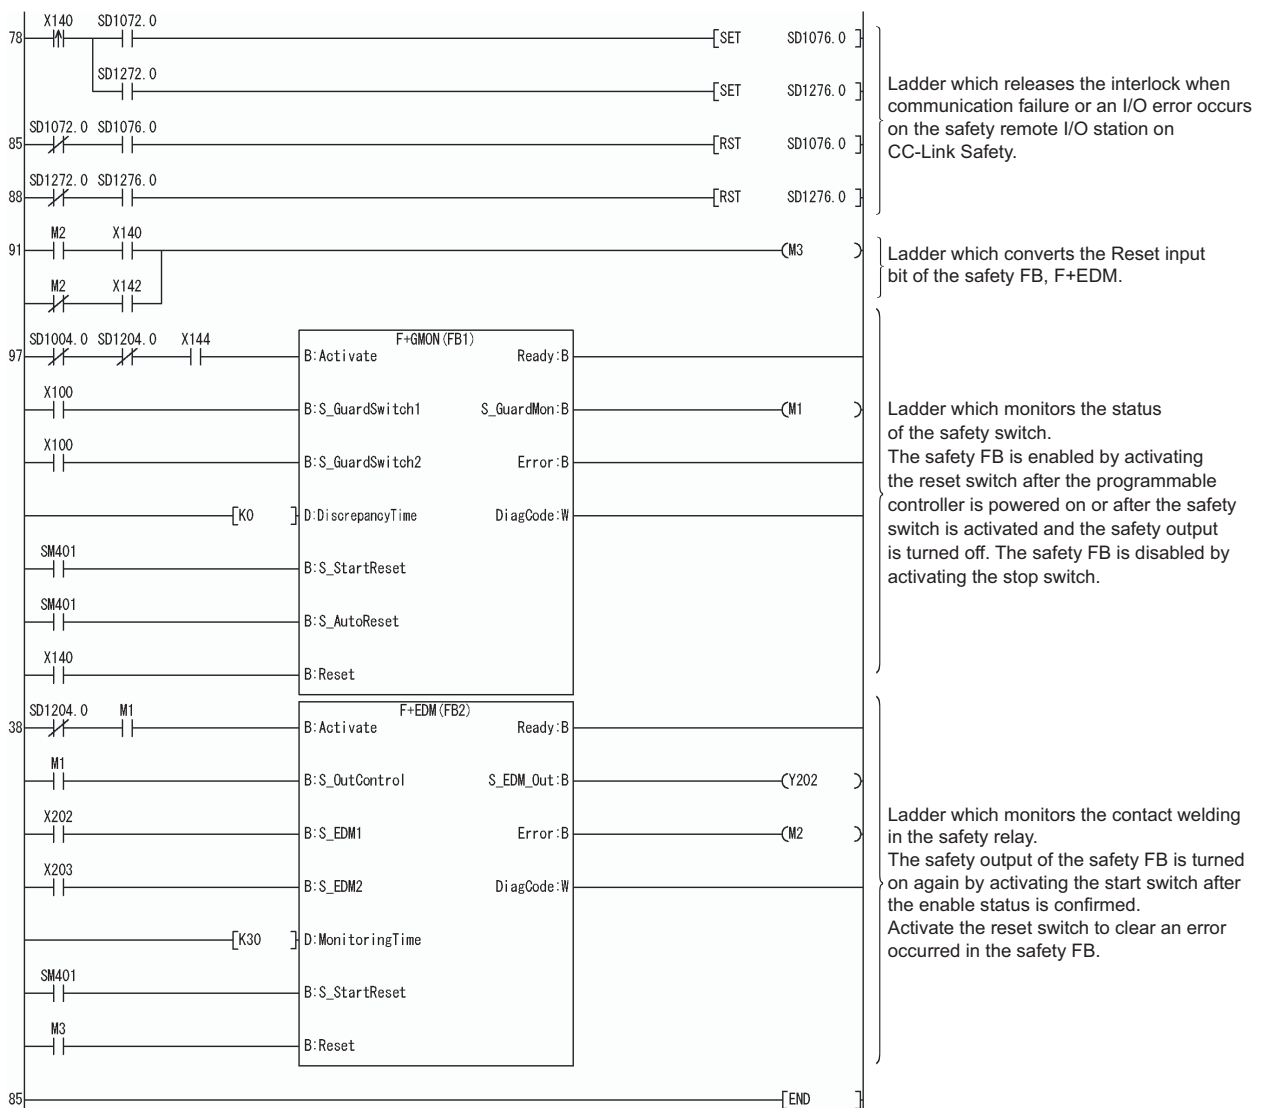 X140 SD1072.0
78 [SET SD1076.0 ]
SD1272.0
[SET SD1276.0 ]
Ladder which releases the interlock when
communication failure or an I/O error occurs
on the safety remote I/O station on
CC-Link Safety.
SD1072.0 SD1076.0
85 [RST SD1076.0 ]
SD1272.0 SD1276.0
88 [RST SD1276.0 ]
M2 X140
91 (M3 )
M2 X142
Ladder which converts the Reset input
bit of the safety FB, F+EDM.
SD1004.0 SD1204.0 X144 F+GMON(FB1)
97 B:Activate Ready:B
X100
B:S_GuardSwitch1 S_GuardMon:B (M1 )
X100
B:S_GuardSwitch2 Error:B
[K0 ] D:DiscrepancyTime DiagCode:W
SM401
B:S_StartReset
SM401
B:S_AutoReset
X140
B:Reset
Ladder which monitors the status
of the safety switch.
The safety FB is enabled by activating
the reset switch after the programmable
controller is powered on or after the safety
switch is activated and the safety output
is turned off. The safety FB is disabled by
activating the stop switch.
SD1204.0 M1 F+EDM(FB2)
38 B:Activate Ready:B
M1
B:S_OutControl S_EDM_Out:B (Y202 )
X202
B:S_EDM1 Error:B (M2 )
X203
B:S_EDM2 DiagCode:W
[K30 ] D:MonitoringTime
SM401
B:S_StartReset
M3
B:Reset
Ladder which monitors the contact welding
in the safety relay.
The safety output of the safety FB is turned
on again by activating the start switch after
the enable status is confirmed.
Activate the reset switch to clear an error
occurred in the safety FB.
85 [END ]